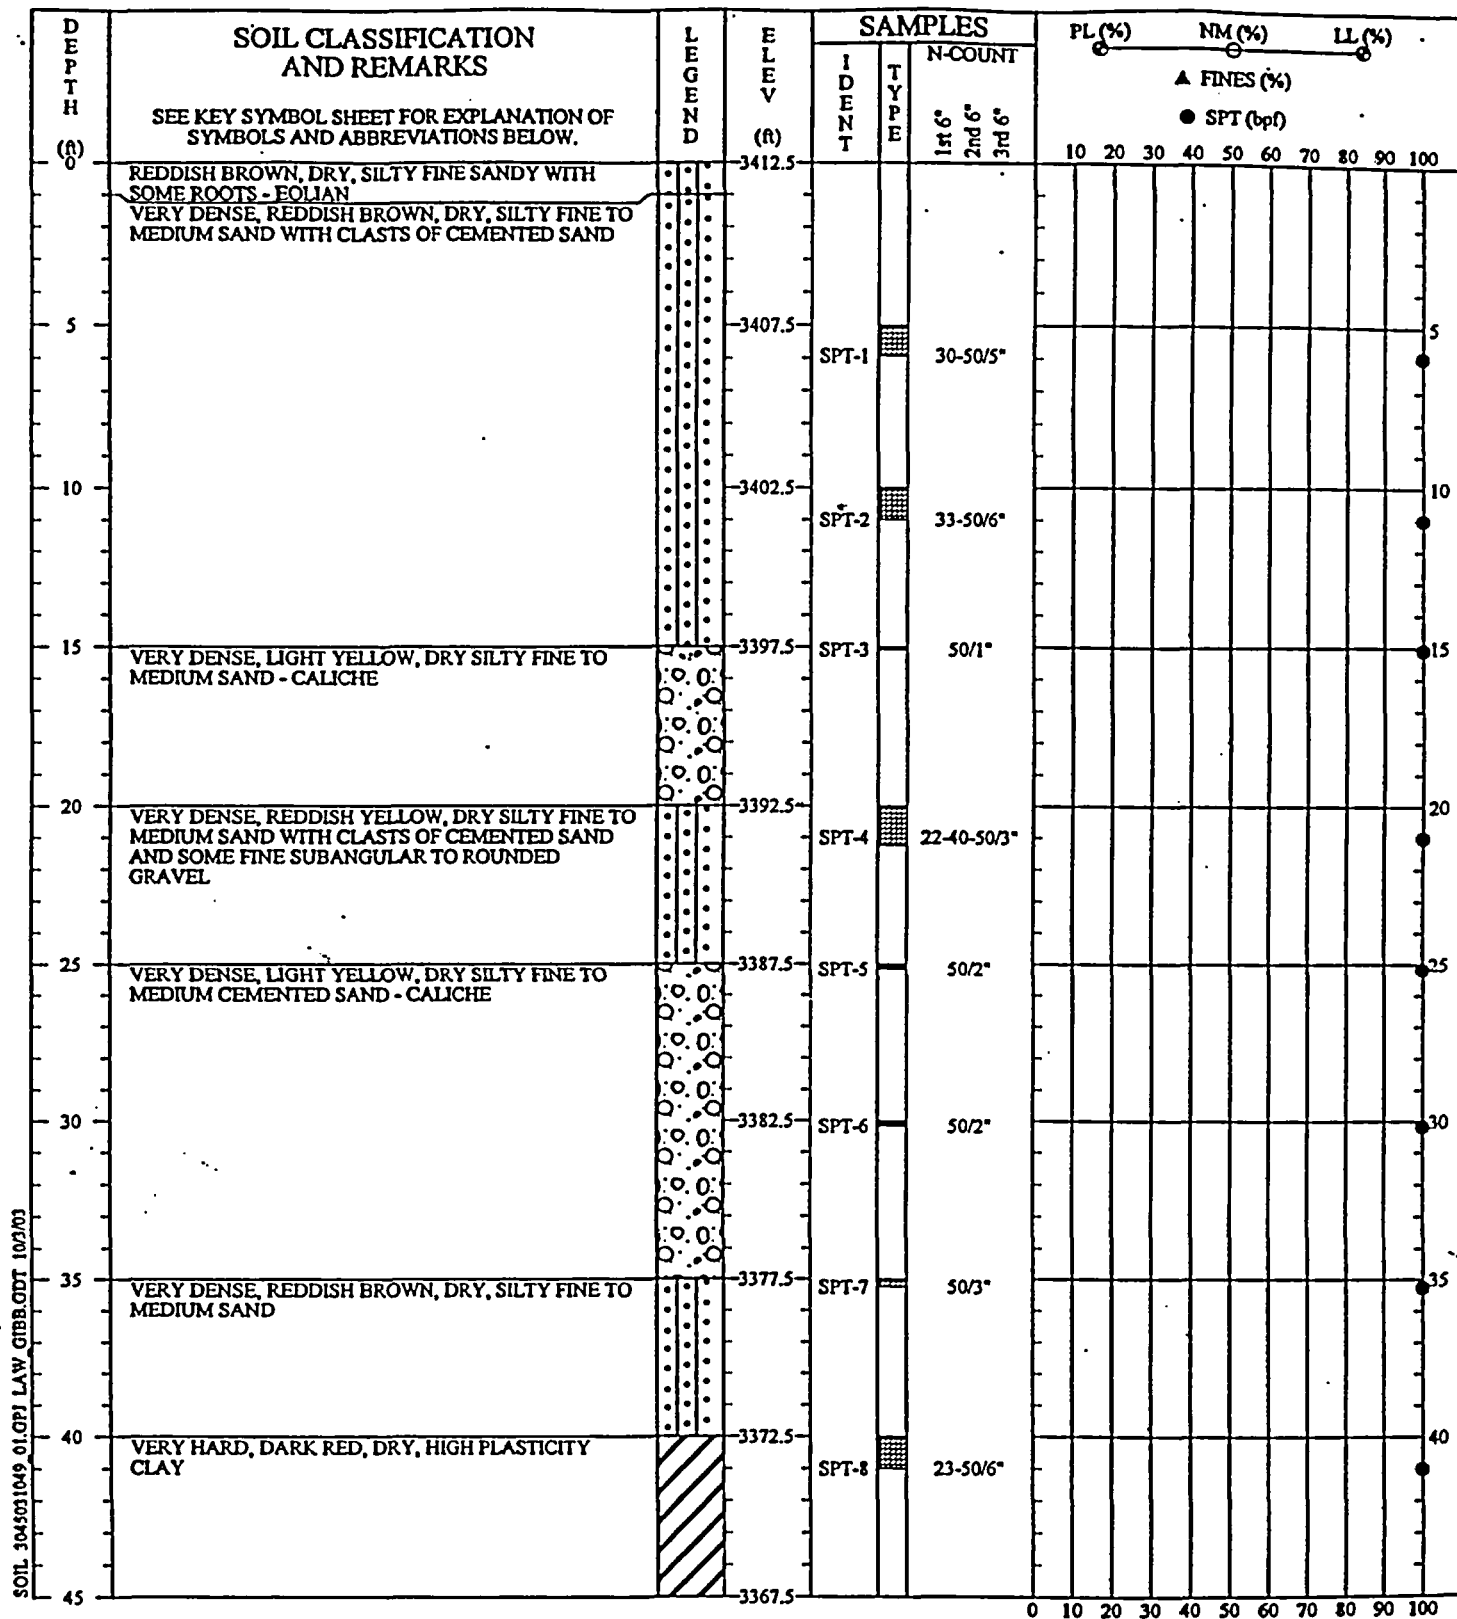 DEPTH (ft)
SOIL CLASSIFICATION
AND REMARKS
SEE KEY SYMBOL SHEET FOR EXPLANATION OF
SYMBOLS AND ABBREVIATIONS BELOW.
LEGEND
ELEV (ft)
SAMPLES
IDENT
TYPE
N-COUNT
1st 6"
2nd 6"
3rd 6"
PL (%) NM (%) LL (%)
▲ FINES (%)
● SPT (bpf)
10 20 30 40 50 60 70 80 90 100
0 3412.5
REDDISH BROWN, DRY, SILTY FINE SANDY WITH
SOME ROOTS - EOLIAN
VERY DENSE, REDDISH BROWN, DRY, SILTY FINE TO
MEDIUM SAND WITH CLASTS OF CEMENTED SAND
5 3407.5 5
SPT-1 30-50/5"
10 3402.5 10
SPT-2 33-50/6"
15 3397.5 SPT-3 50/1" 15
VERY DENSE, LIGHT YELLOW, DRY SILTY FINE TO
MEDIUM SAND - CALICHE
20 3392.5 20
VERY DENSE, REDDISH YELLOW, DRY SILTY FINE TO
MEDIUM SAND WITH CLASTS OF CEMENTED SAND
AND SOME FINE SUBANGULAR TO ROUNDED
GRAVEL
SPT-4 22-40-50/3"
25 3387.5 SPT-5 50/2" 25
VERY DENSE, LIGHT YELLOW, DRY SILTY FINE TO
MEDIUM CEMENTED SAND - CALICHE
30 3382.5 SPT-6 50/2" 30
35 3377.5 SPT-7 50/3" 35
VERY DENSE, REDDISH BROWN, DRY, SILTY FINE TO
MEDIUM SAND
40 3372.5 40
VERY HARD, DARK RED, DRY, HIGH PLASTICITY
CLAY
SPT-8 23-50/6"
45 3367.5
0 10 20 30 40 50 60 70 80 90 100
SOIL 3045031049 01.GPJ LAW_GIBB.GDT 10/3/03